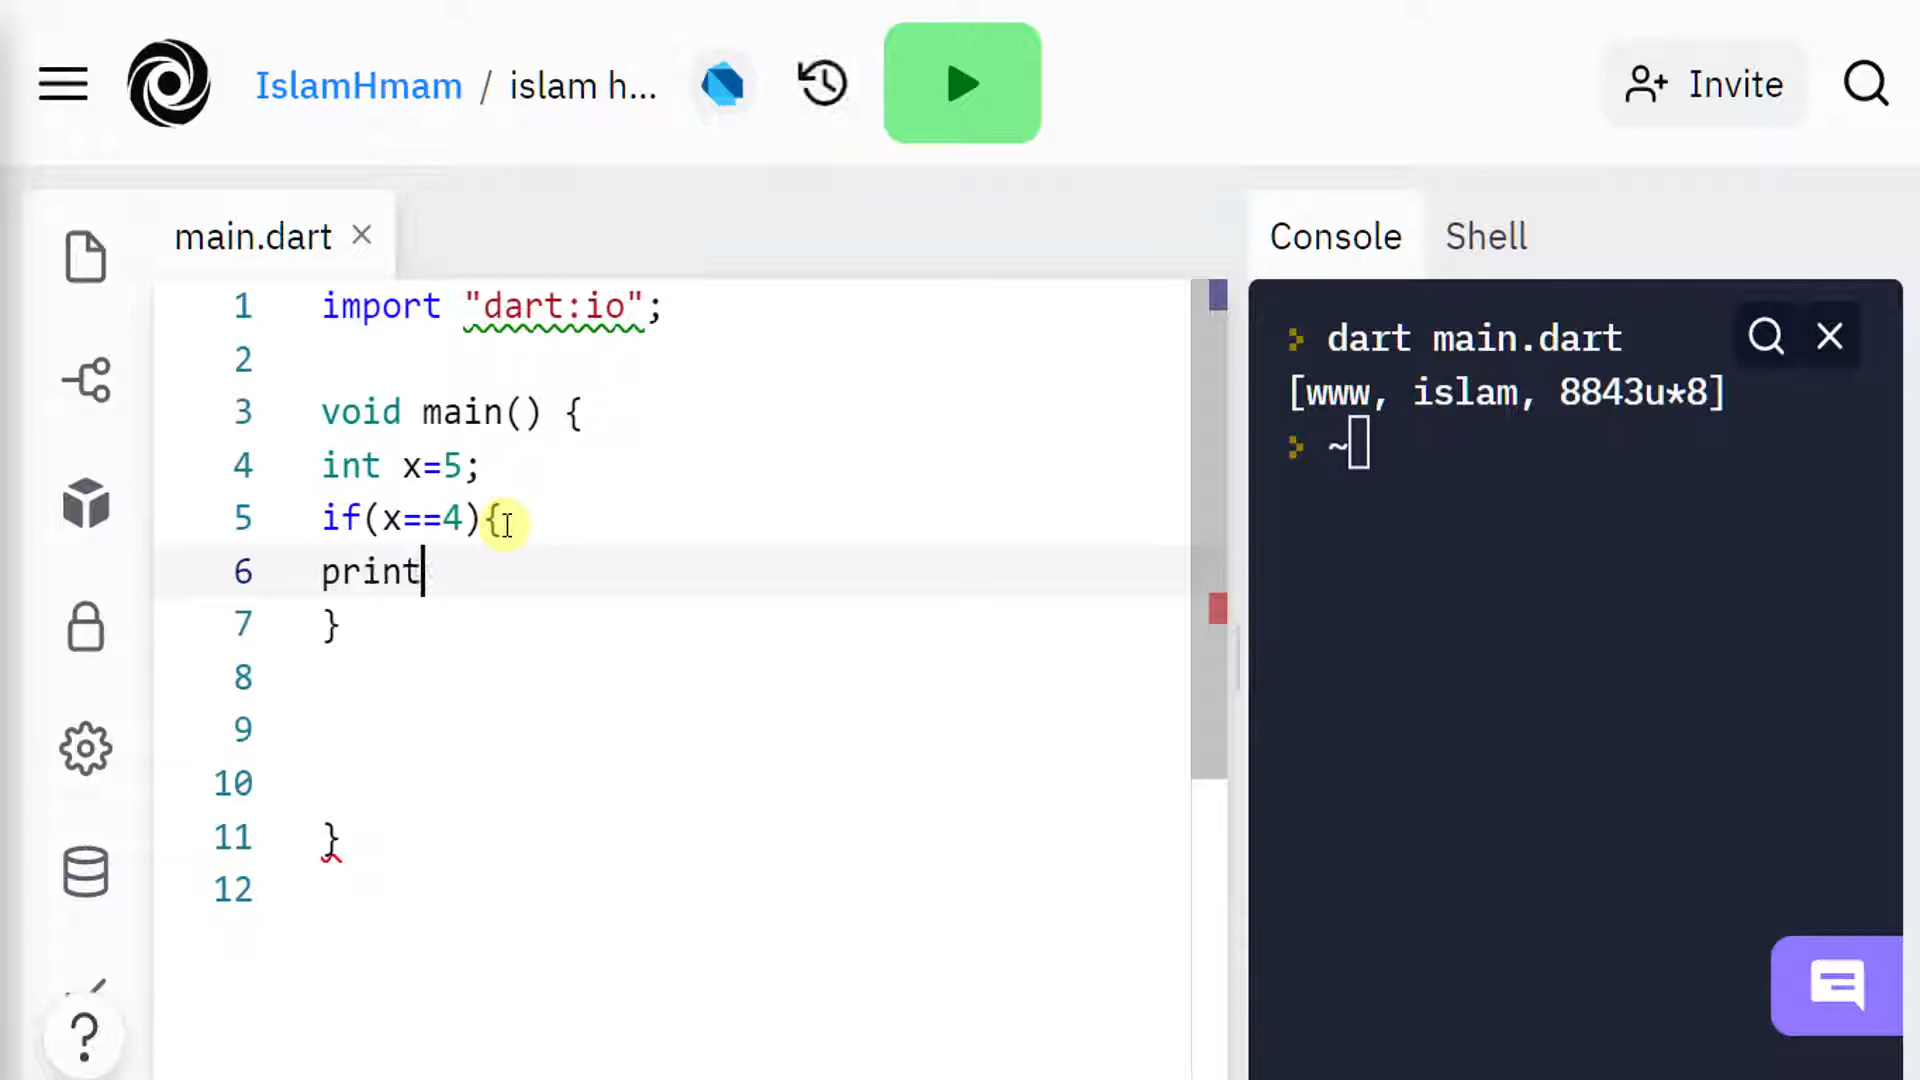 IslamHmam / islam h...
Invite
main.dart
Console Shell
1 import "dart:io";
2
3 void main() {
4 int x=5;
5 if(x==4){
6 print
7 }
8
9
10
11 }
12
dart main.dart
[www, islam, 8843u*8]
~
?